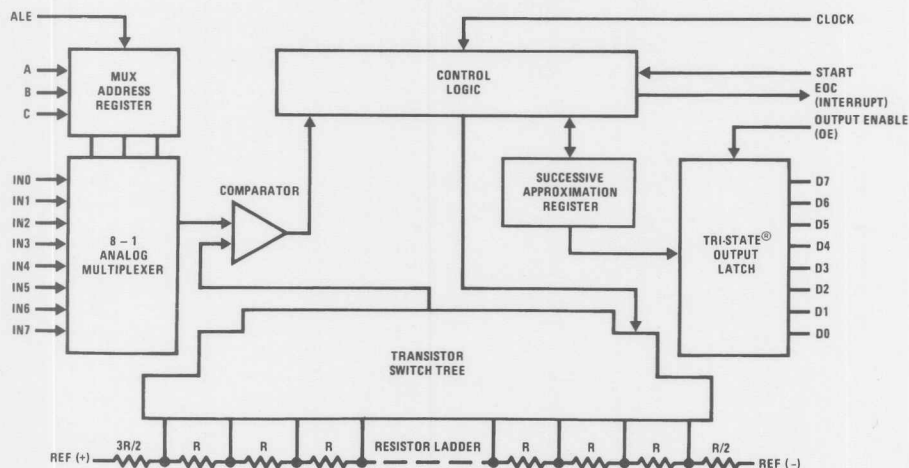 ALE
CLOCK
A
B
C
MUX
ADDRESS
REGISTER
CONTROL
LOGIC
START
EOC
(INTERRUPT)
OUTPUT ENABLE
(OE)
IN0
IN1
IN2
IN3
IN4
IN5
IN6
IN7
8 – 1
ANALOG
MULTIPLEXER
COMPARATOR
SUCCESSIVE
APPROXIMATION
REGISTER
TRI-STATE®
OUTPUT
LATCH
D7
D6
D5
D4
D3
D2
D1
D0
TRANSISTOR
SWITCH TREE
REF (+)
3R/2
R
R
R
RESISTOR LADDER
R
R
R
R/2
REF (–)